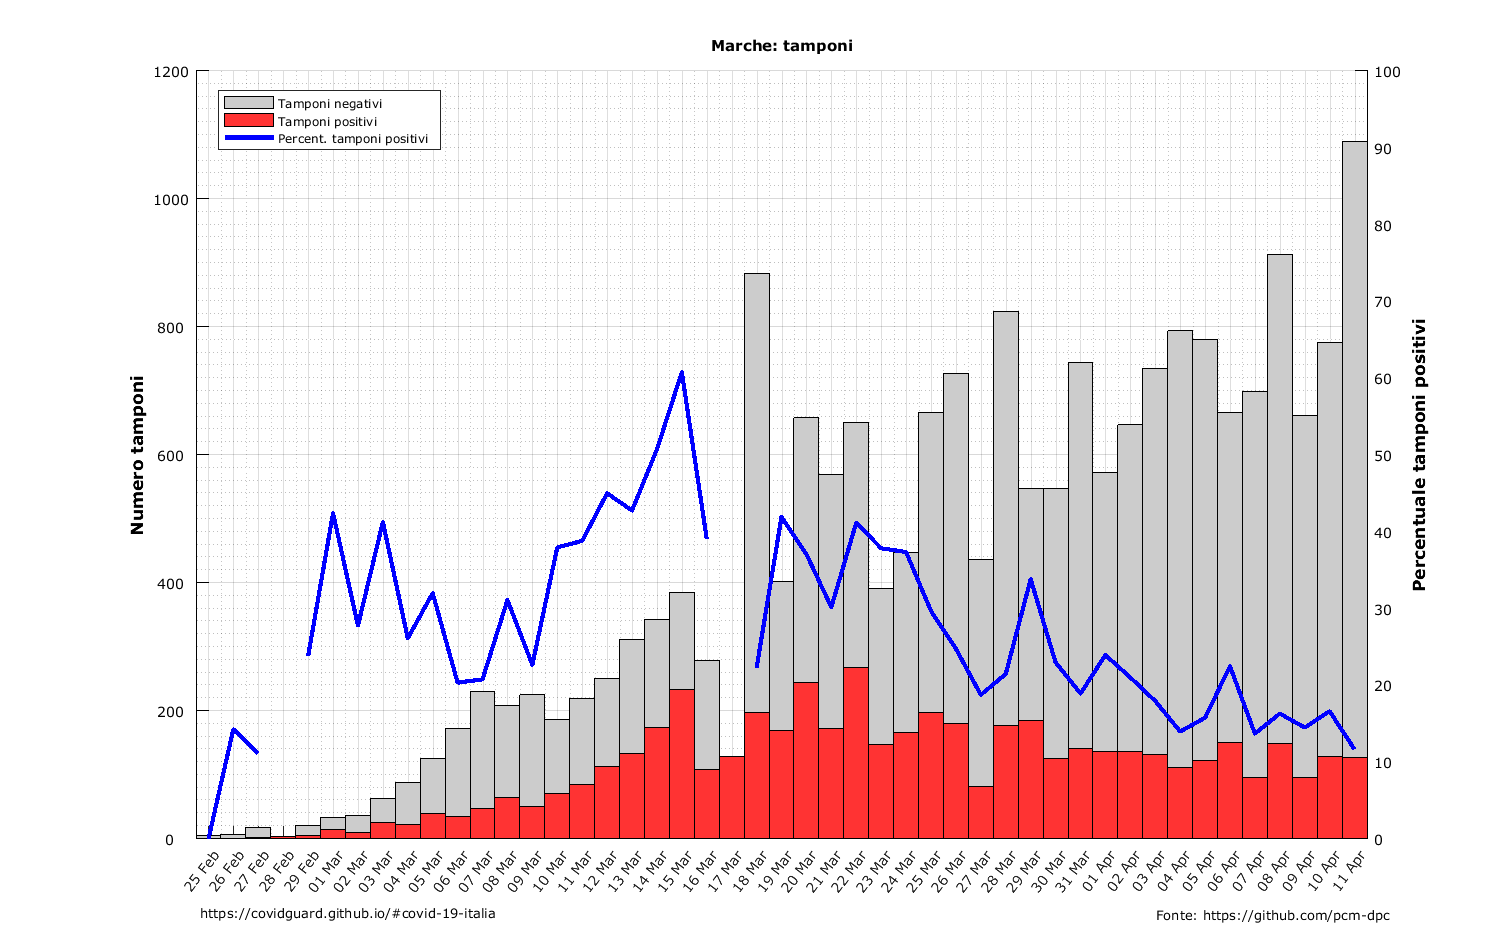 Marche: tamponi
Tamponi negativi
Tamponi positivi
Percent. tamponi positivi
Numero tamponi
1200
1000
800
600
400
200
0
Percentuale tamponi positivi
100
90
80
70
60
50
40
30
20
10
0
25 Feb
26 Feb
27 Feb
28 Feb
29 Feb
01 Mar
02 Mar
03 Mar
04 Mar
05 Mar
06 Mar
07 Mar
08 Mar
09 Mar
10 Mar
11 Mar
12 Mar
13 Mar
14 Mar
15 Mar
16 Mar
17 Mar
18 Mar
19 Mar
20 Mar
21 Mar
22 Mar
23 Mar
24 Mar
25 Mar
26 Mar
27 Mar
28 Mar
29 Mar
30 Mar
31 Mar
01 Apr
02 Apr
03 Apr
04 Apr
05 Apr
06 Apr
07 Apr
08 Apr
09 Apr
10 Apr
11 Apr
https://covidguard.github.io/#covid-19-italia
Fonte: https://github.com/pcm-dpc